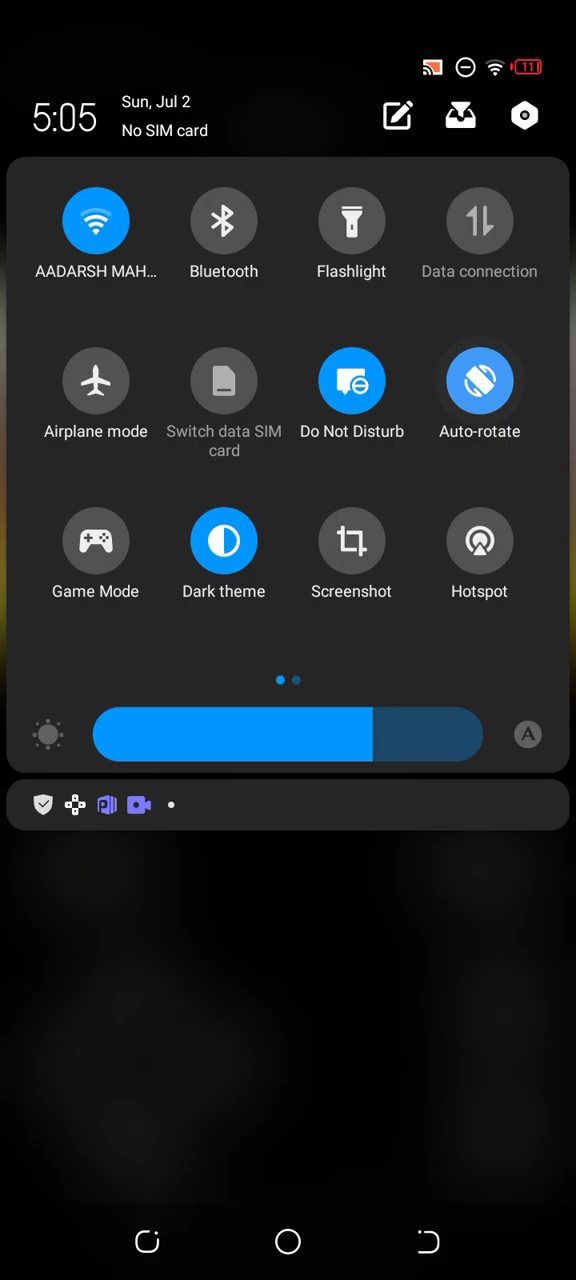 11
5:05
Sun, Jul 2
No SIM card
AADARSH MAH...
Bluetooth
Flashlight
Data connection
Airplane mode
Switch data SIM
card
Do Not Disturb
Auto-rotate
Game Mode
Dark theme
Screenshot
Hotspot
A